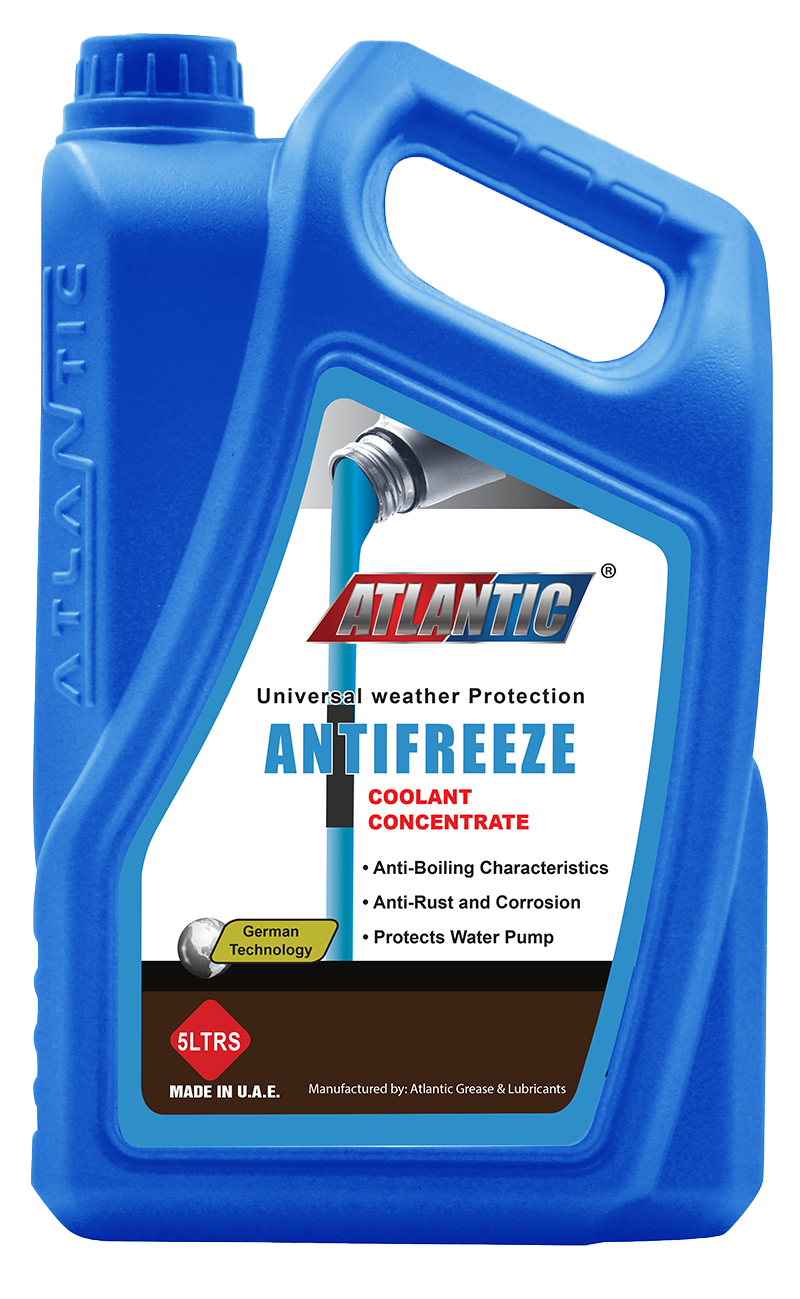 ATLANTIC
ATLANTIC®
Universal weather Protection
ANTIFREEZE
COOLANT
CONCENTRATE
• Anti-Boiling Characteristics
• Anti-Rust and Corrosion
• Protects Water Pump
German
Technology
5LTRS
MADE IN U.A.E.
Manufactured by: Atlantic Grease & Lubricants